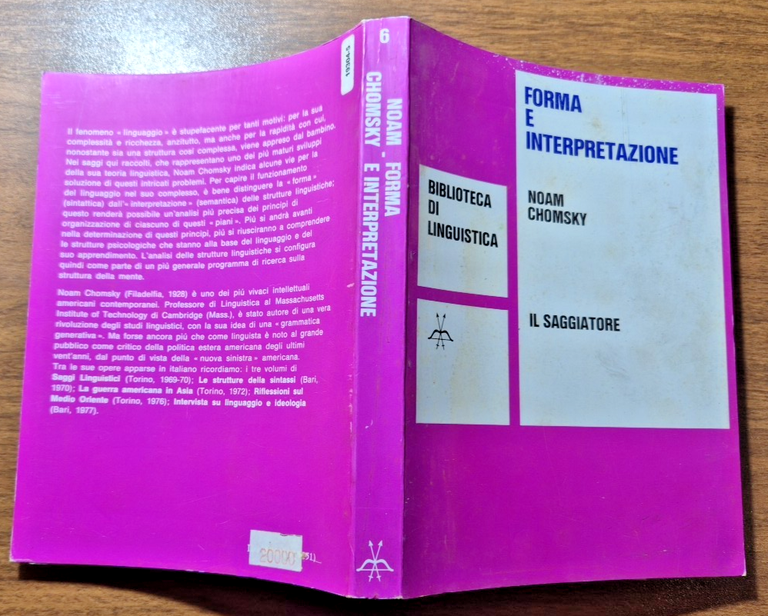 Il fenomeno « linguaggio » è stupefacente per tanti motivi: per la sua
complessità e ricchezza, anzitutto, ma anche per la rapidità con cui,
nonostante sia una struttura così complessa, viene appreso dal bambino.
Nei saggi qui raccolti, che rappresentano uno dei più maturi sviluppi
della sua teoria linguistica, Noam Chomsky indica alcune vie per la
soluzione di questi intricati problemi. Per capire il funzionamento
del linguaggio nel suo complesso, è bene distinguere la « forma »
(sintattica) dall'« interpretazione » (semantica) delle strutture linguistiche;
questo renderà possibile un'analisi più precisa dei principi di
organizzazione di ciascuno di questi « piani ». Più si andrà avanti
nella determinazione di questi principi, più si riusciranno a comprendere
le strutture psicologiche che stanno alla base del linguaggio e del
suo apprendimento. L'analisi delle strutture linguistiche si configura
quindi come parte di un più generale programma di ricerca sulla
struttura della mente.
Noam Chomsky (Filadelfia, 1928) è uno dei più vivaci intellettuali
americani contemporanei. Professore di Linguistica al Massachusetts
Institute of Technology di Cambridge (Mass.), è stato autore di una vera
rivoluzione degli studi linguistici, con la sua idea di una « grammatica
generativa ». Ma forse ancora più che come linguista è noto al grande
pubblico come critico della politica estera americana degli ultimi
vent'anni, dal punto di vista della « nuova sinistra » americana.
Tra le sue opere apparse in italiano ricordiamo: i tre volumi di
Saggi Linguistici (Torino, 1969-70); Le strutture della sintassi (Bari,
1970); La guerra americana in Asia (Torino, 1972); Riflessioni sul
Medio Oriente (Torino, 1976); Intervista su linguaggio e ideologia
(Bari, 1977).
19304-5
6
NOAM - FORMA
CHOMSKY E INTERPRETAZIONE
FORMA
E
INTERPRETAZIONE
NOAM
CHOMSKY
IL SAGGIATORE
BIBLIOTECA
DI
LINGUISTICA